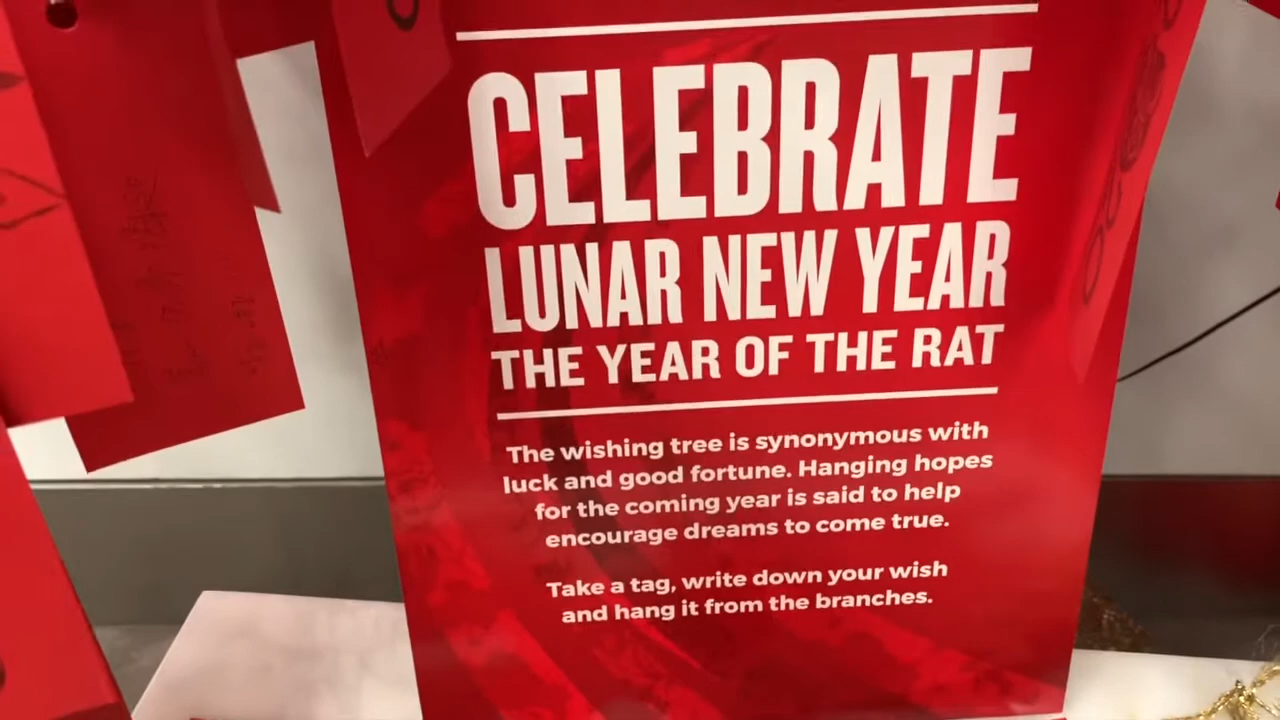 CELEBRATE
LUNAR NEW YEAR
THE YEAR OF THE RAT
The wishing tree is synonymous with
luck and good fortune. Hanging hopes
for the coming year is said to help
encourage dreams to come true.
Take a tag, write down your wish
and hang it from the branches.